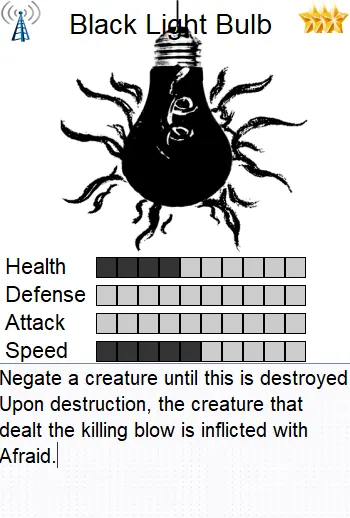 Black Light Bulb
Health
Defense
Attack
Speed
Negate a creature until this is destroyed
Upon destruction, the creature that
dealt the killing blow is inflicted with
Afraid.